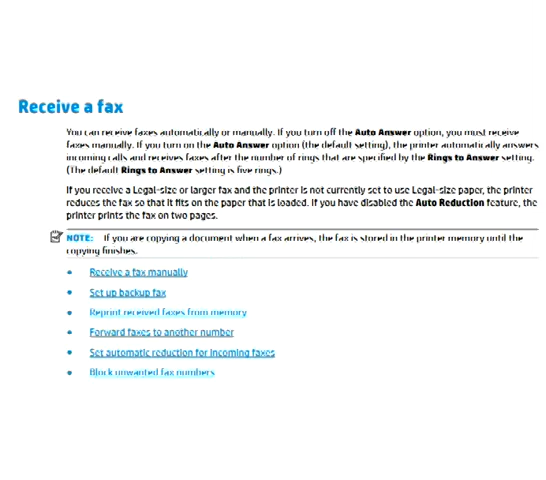 Receive a fax
You can receive faxes automatically or manually. If you turn off the Auto Answer option, you must receive
faxes manually. If you turn on the Auto Answer option (the default setting), the printer automatically answers
incoming calls and receives faxes after the number of rings that are specified by the Rings to Answer setting.
(The default Rings to Answer setting is five rings.)
If you receive a Legal-size or larger fax and the printer is not currently set to use Legal-size paper, the printer
reduces the fax so that it fits on the paper that is loaded. If you have disabled the Auto Reduction feature, the
printer prints the fax on two pages.
NOTE: If you are copying a document when a fax arrives, the fax is stored in the printer memory until the
copying finishes.
● Receive a fax manually
● Set up backup fax
● Reprint received faxes from memory
● Forward faxes to another number
● Set automatic reduction for incoming faxes
● Block unwanted fax numbers